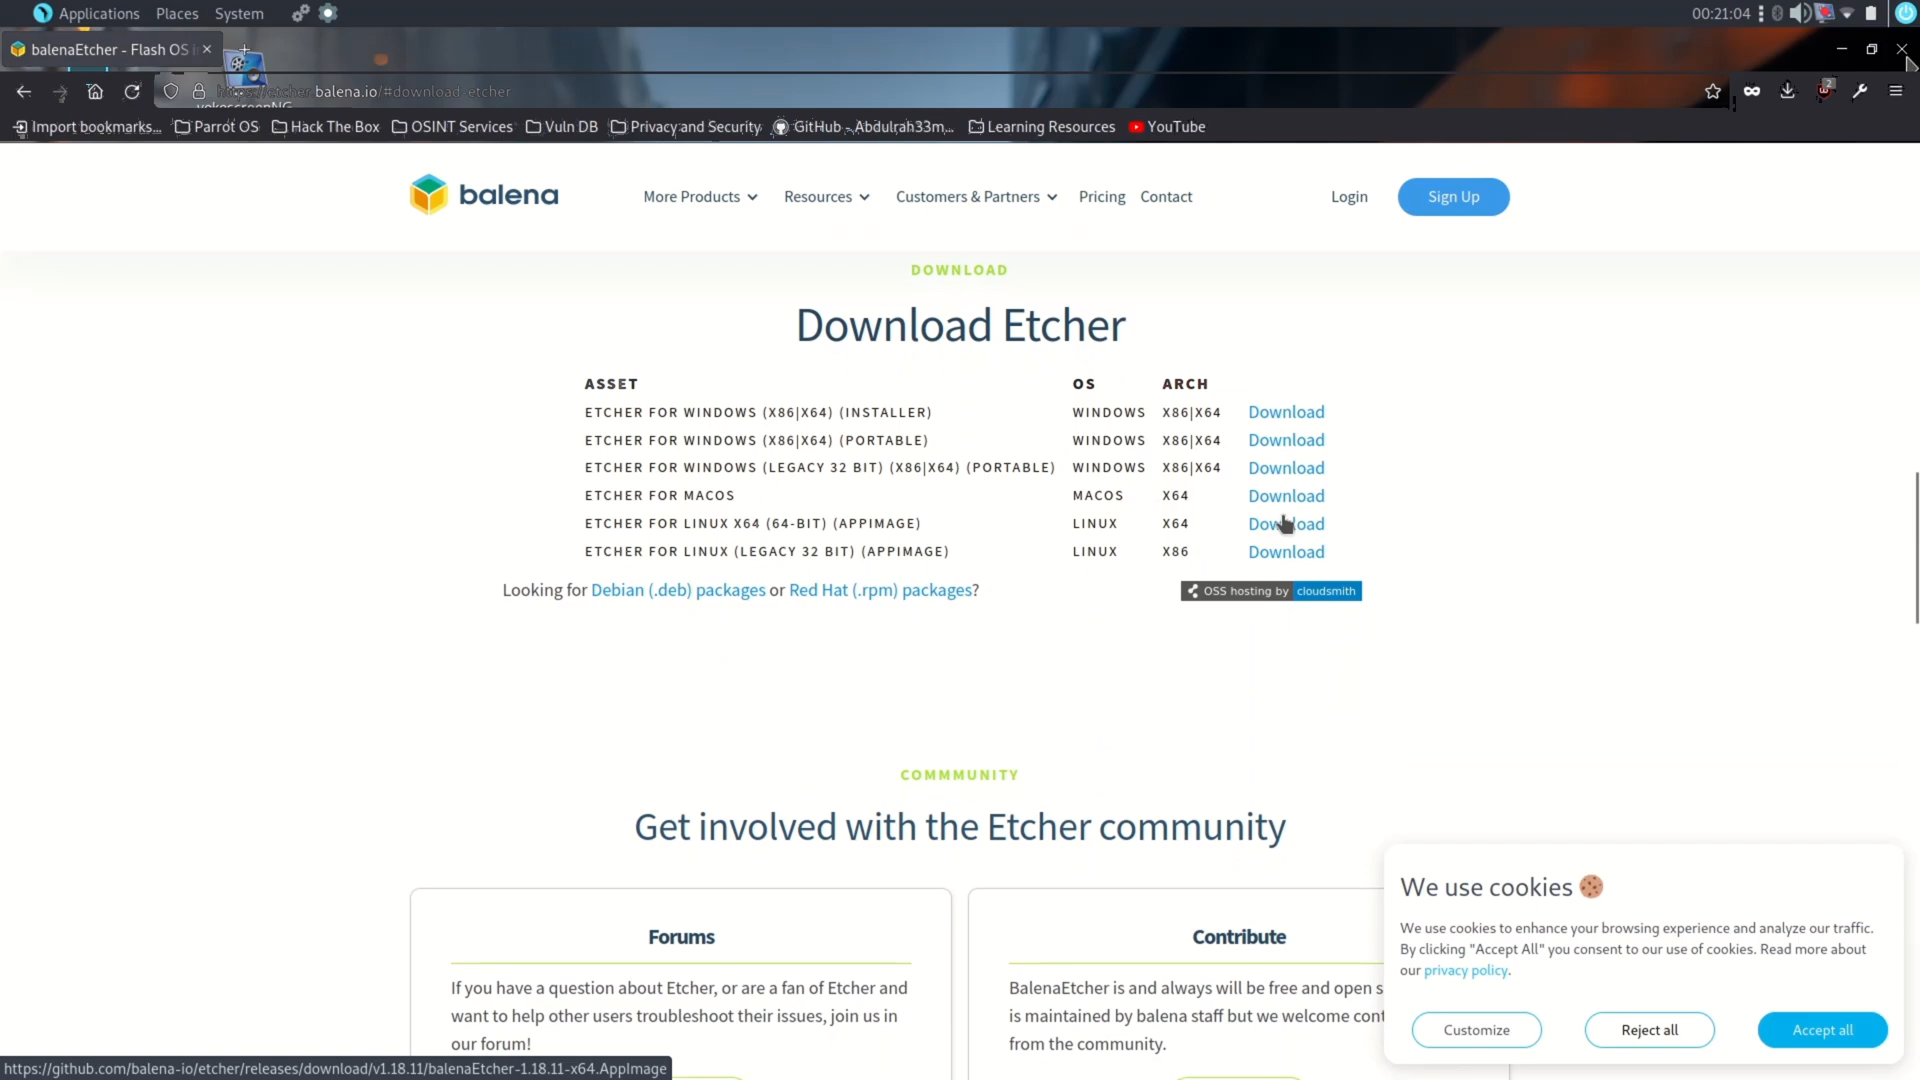 Applications Places System 00:21:04
balenaEtcher - Flash OS i
https://etcher.balena.io/#download-etcher
2
Import bookmarks... Parrot OS Hack The Box OSINT Services Vuln DB Privacy and Security GitHub - Abdulrah33m... Learning Resources YouTube
balena More Products Resources Customers & Partners Pricing Contact Login Sign Up
DOWNLOAD
Download Etcher
ASSET OS ARCH
ETCHER FOR WINDOWS (X86|X64) (INSTALLER) WINDOWS X86|X64 Download
ETCHER FOR WINDOWS (X86|X64) (PORTABLE) WINDOWS X86|X64 Download
ETCHER FOR WINDOWS (LEGACY 32 BIT) (X86|X64) (PORTABLE) WINDOWS X86|X64 Download
ETCHER FOR MACOS MACOS X64 Download
ETCHER FOR LINUX X64 (64-BIT) (APPIMAGE) LINUX X64 Download
ETCHER FOR LINUX (LEGACY 32 BIT) (APPIMAGE) LINUX X86 Download
Looking for Debian (.deb) packages or Red Hat (.rpm) packages? OSS hosting by cloudsmith
COMMMUNITY
Get involved with the Etcher community
Forums
If you have a question about Etcher, or are a fan of Etcher and
want to help other users troubleshoot their issues, join us in
our forum!
Contribute
BalenaEtcher is and always will be free and open s
is maintained by balena staff but we welcome cont
from the community.
We use cookies
We use cookies to enhance your browsing experience and analyze our traffic.
By clicking "Accept All" you consent to our use of cookies. Read more about
our privacy policy.
Customize Reject all Accept all
https://github.com/balena-io/etcher/releases/download/v1.18.11/balenaEtcher-1.18.11-x64.AppImage